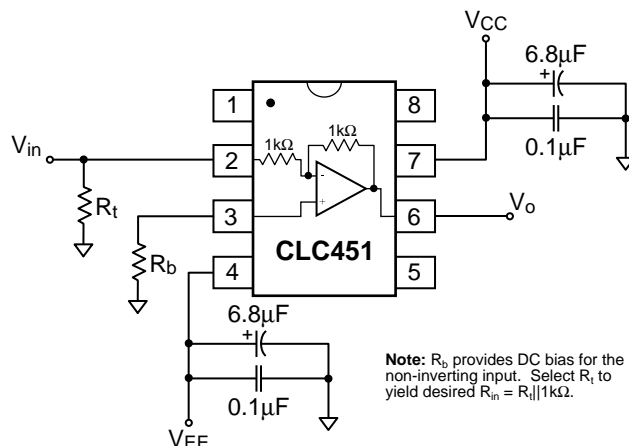 VCC
6.8µF
+
0.1µF
1
8
1kΩ
1kΩ
Vin
2
7
-
+
Rt
3
6
Vo
Rb
CLC451
4
5
6.8µF
+
0.1µF
VEE
Note: Rb provides DC bias for the
non-inverting input. Select Rt to
yield desired Rin = Rt||1kΩ.